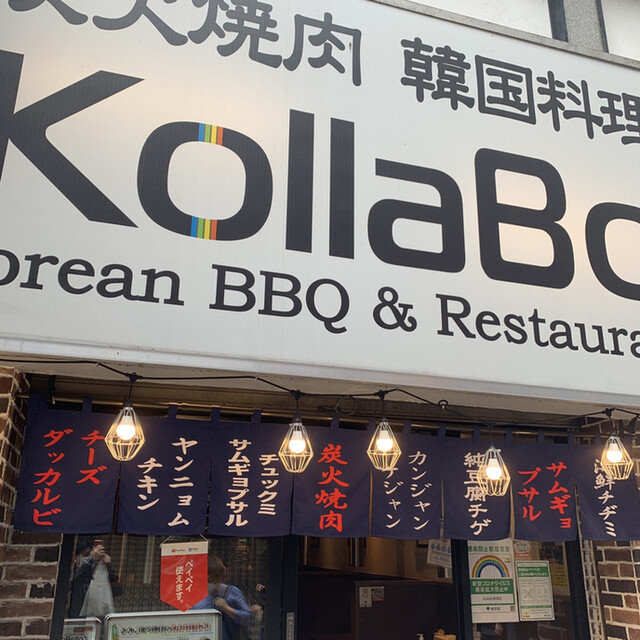 火焼肉 韓国料理
KollaBo
orean BBQ & Restaura
チーズ
ダッカルビ
ヤンニョム
チキン
チュックミ
サムギョプサル
炭火焼肉
カンジャン
ジャン
純豆腐チゲ
サムギョ
プサル
海鮮チヂミ
ペイペイ
使えます。